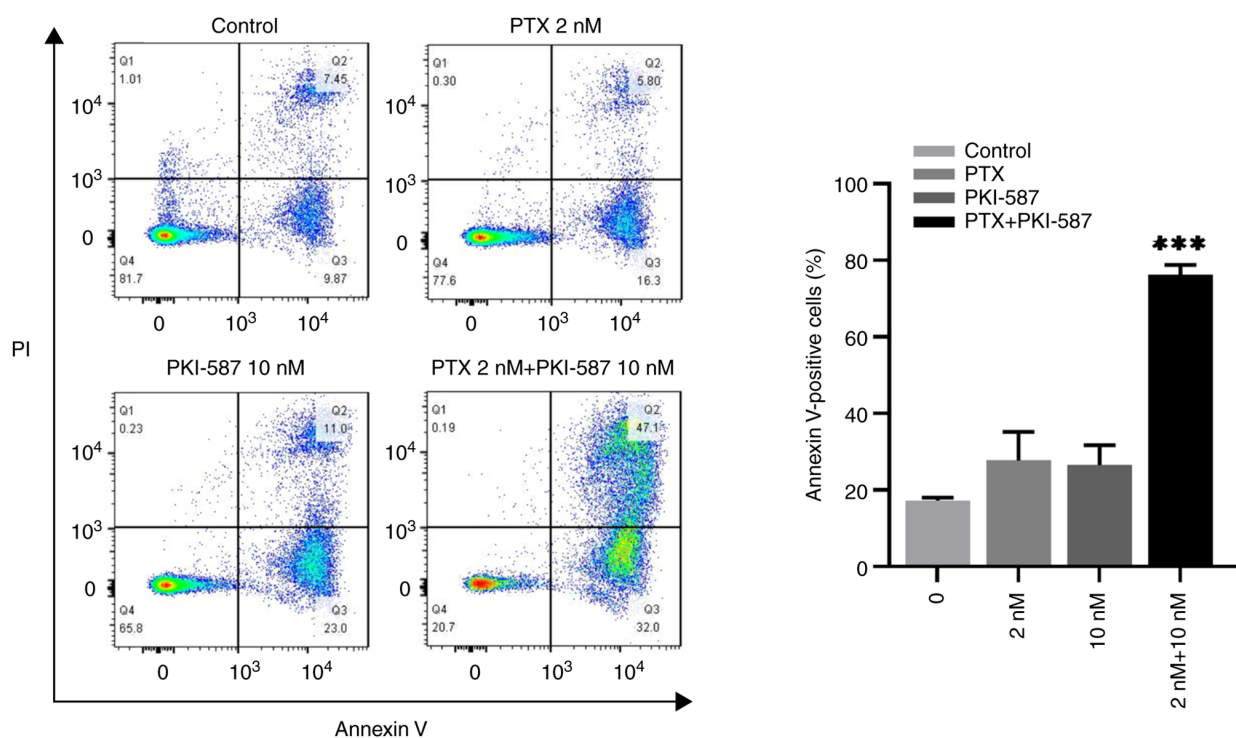 Control
Q1
1.01
Q2
7.45
Q4
81.7
Q3
9.87
10⁴
10³
0
0
10³
10⁴
PTX 2 nM
Q1
0.30
Q2
5.80
Q4
77.6
Q3
16.3
10⁴
10³
0
0
10³
10⁴
PI
PKI-587 10 nM
Q1
0.23
Q2
11.0
Q4
65.8
Q3
23.0
10⁴
10³
0
0
10³
10⁴
PTX 2 nM+PKI-587 10 nM
Q1
0.19
Q2
47.1
Q4
20.7
Q3
32.0
10⁴
10³
0
0
10³
10⁴
Annexin V
Control
PTX
PKI-587
PTX+PKI-587
Annexin V-positive cells (%)
100
80
60
40
20
0
***
0
2 nM
10 nM
2 nM+10 nM